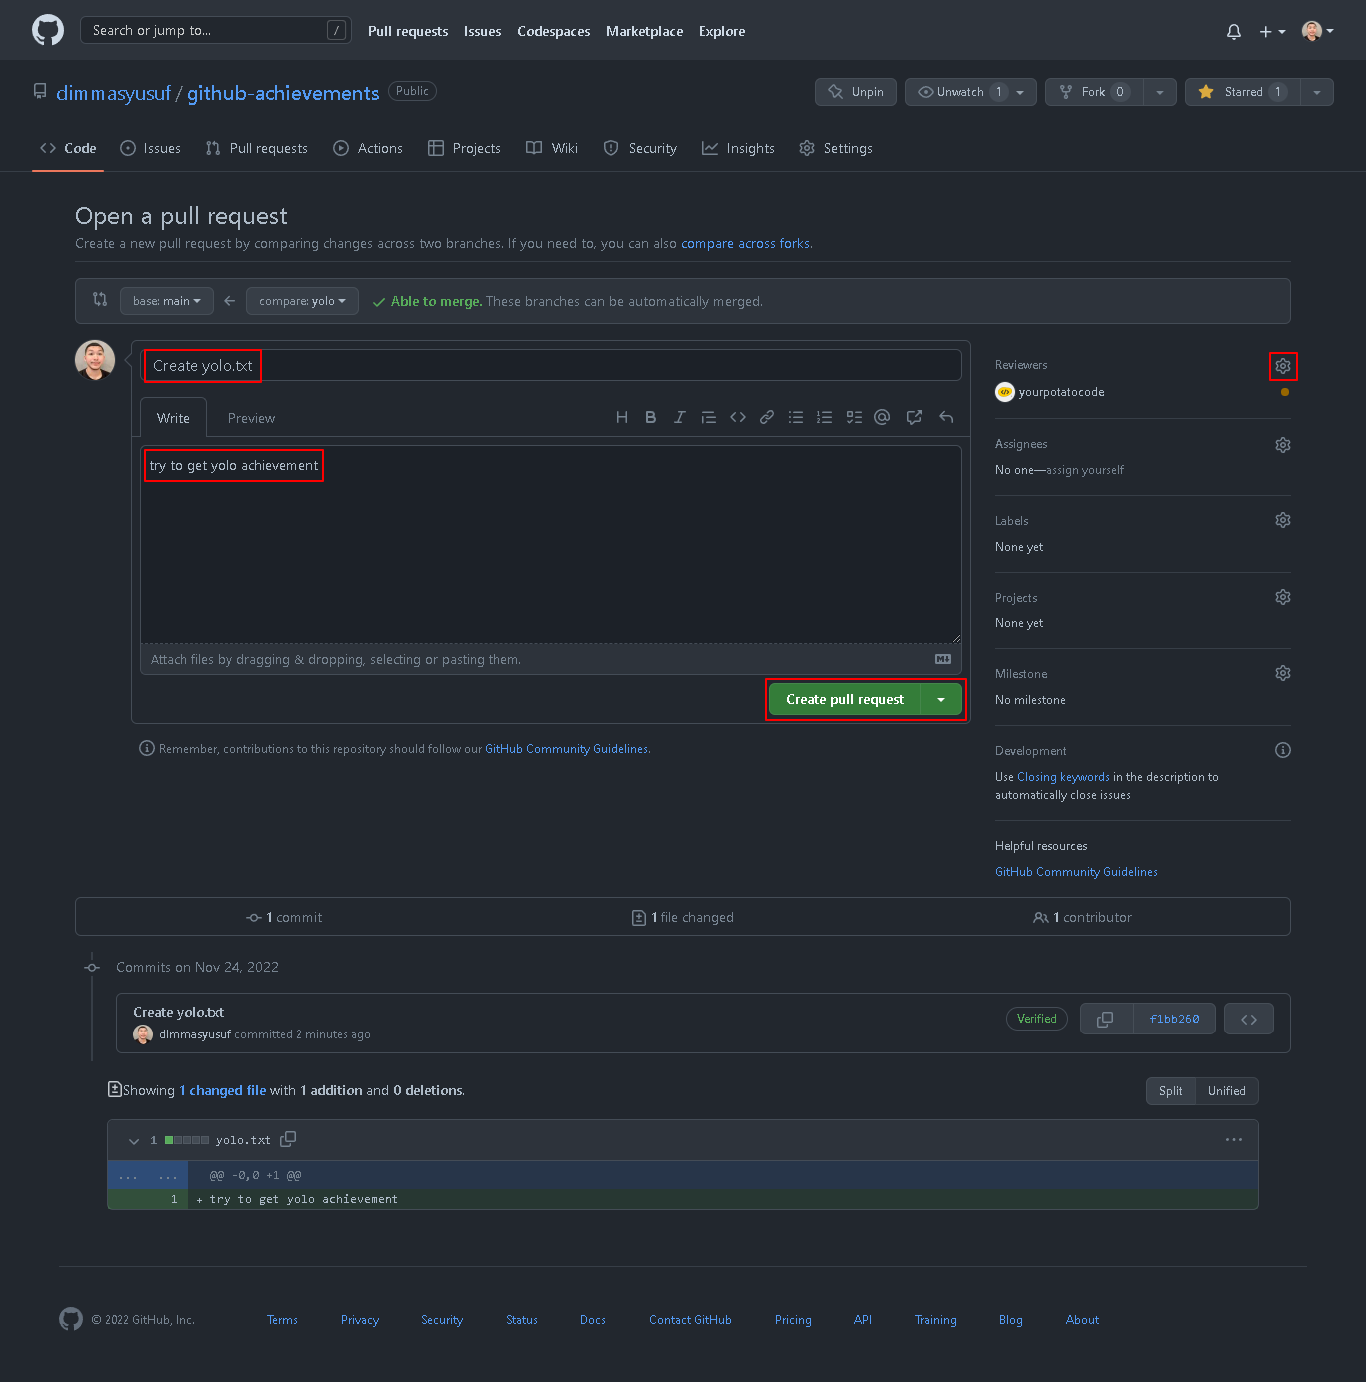 Search or jump to... /
Pull requests Issues Codespaces Marketplace Explore
dimmasyusuf / github-achievements Public
Unpin Unwatch 1 Fork 0 Starred 1
Code Issues Pull requests Actions Projects Wiki Security Insights Settings
Open a pull request
Create a new pull request by comparing changes across two branches. If you need to, you can also compare across forks.
base: main compare: yolo Able to merge. These branches can be automatically merged.
Create yolo.txt
Write Preview
try to get yolo achievement
Attach files by dragging & dropping, selecting or pasting them.
Create pull request
Remember, contributions to this repository should follow our GitHub Community Guidelines.
Reviewers
yourpotatocode
Assignees
No one—assign yourself
Labels
None yet
Projects
None yet
Milestone
No milestone
Development
Use Closing keywords in the description to
automatically close issues
Helpful resources
GitHub Community Guidelines
1 commit 1 file changed 1 contributor
Commits on Nov 24, 2022
Create yolo.txt
dimmasyusuf committed 2 minutes ago
Verified f1bb260
Showing 1 changed file with 1 addition and 0 deletions.
Split Unified
1 yolo.txt
... ... @@ -0,0 +1 @@
1 + try to get yolo achievement
© 2022 GitHub, Inc. Terms Privacy Security Status Docs Contact GitHub Pricing API Training Blog About